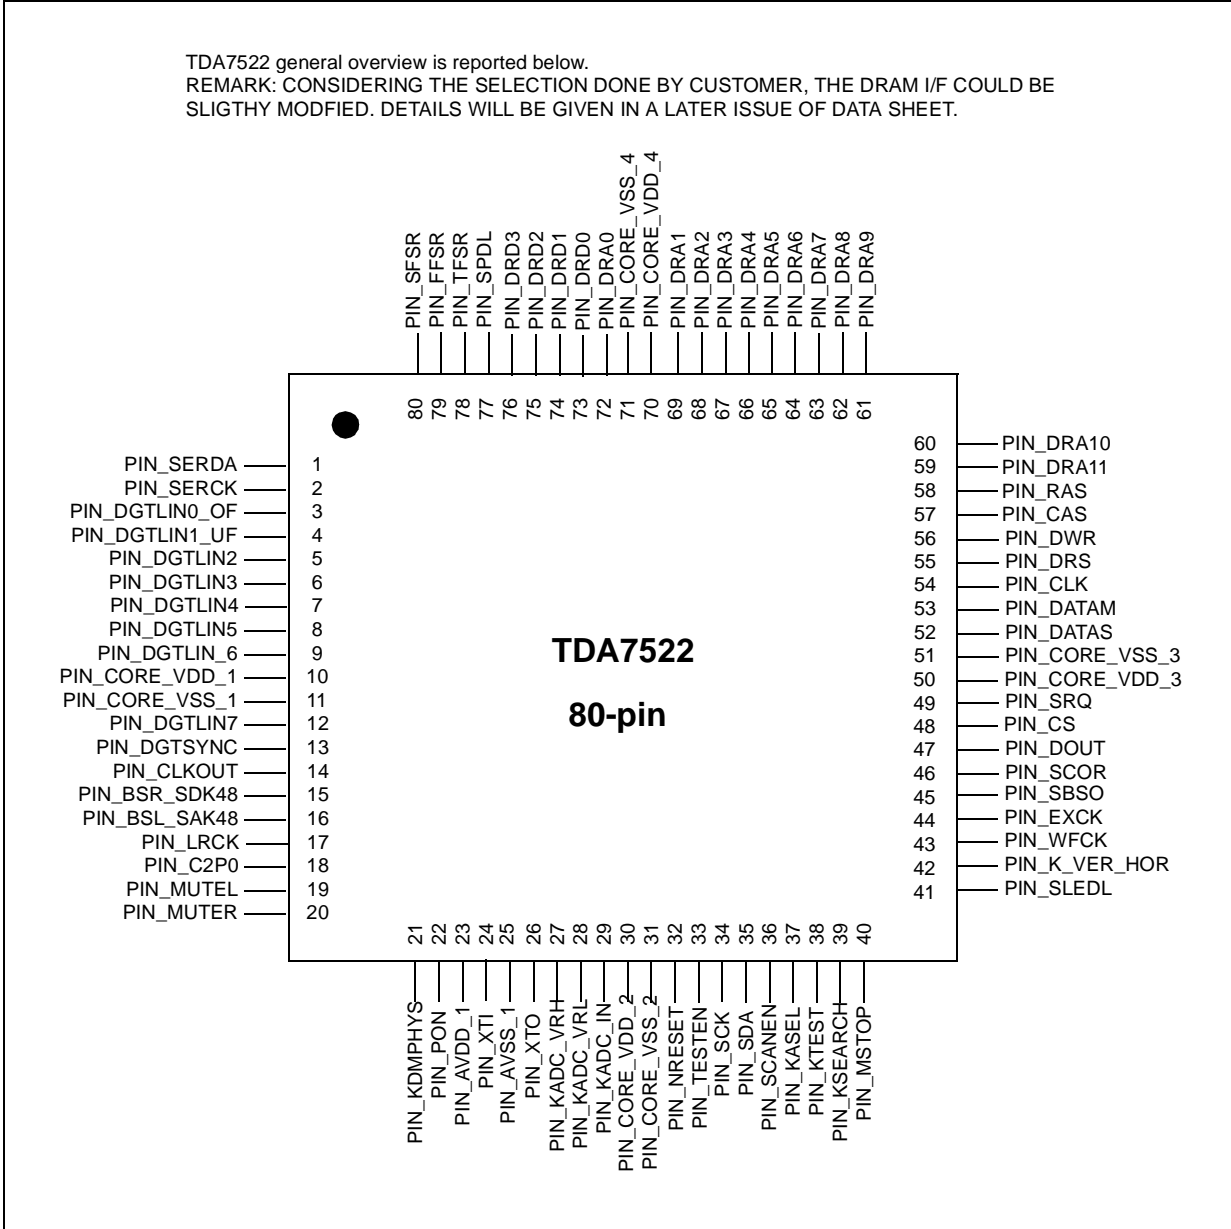 TDA7522 general overview is reported below.
REMARK: CONSIDERING THE SELECTION DONE BY CUSTOMER, THE DRAM I/F COULD BE
SLIGTHY MODFIED. DETAILS WILL BE GIVEN IN A LATER ISSUE OF DATA SHEET.
PIN_SFSR
PIN_FFSR
PIN_TFSR
PIN_SPDL
PIN_DRD3
PIN_DRD2
PIN_DRD1
PIN_DRD0
PIN_DRA0
PIN_CORE_VSS_4
PIN_CORE_VDD_4
PIN_DRA1
PIN_DRA2
PIN_DRA3
PIN_DRA4
PIN_DRA5
PIN_DRA6
PIN_DRA7
PIN_DRA8
PIN_DRA9
80 79 78 77 76 75 74 73 72 71 70 69 68 67 66 65 64 63 62 61
PIN_SERDA 1
PIN_SERCK 2
PIN_DGTLIN0_OF 3
PIN_DGTLIN1_UF 4
PIN_DGTLIN2 5
PIN_DGTLIN3 6
PIN_DGTLIN4 7
PIN_DGTLIN5 8
PIN_DGTLIN_6 9
PIN_CORE_VDD_1 10
PIN_CORE_VSS_1 11
PIN_DGTLIN7 12
PIN_DGTSYNC 13
PIN_CLKOUT 14
PIN_BSR_SDK48 15
PIN_BSL_SAK48 16
PIN_LRCK 17
PIN_C2P0 18
PIN_MUTEL 19
PIN_MUTER 20
TDA7522
80-pin
60 PIN_DRA10
59 PIN_DRA11
58 PIN_RAS
57 PIN_CAS
56 PIN_DWR
55 PIN_DRS
54 PIN_CLK
53 PIN_DATAM
52 PIN_DATAS
51 PIN_CORE_VSS_3
50 PIN_CORE_VDD_3
49 PIN_SRQ
48 PIN_CS
47 PIN_DOUT
46 PIN_SCOR
45 PIN_SBSO
44 PIN_EXCK
43 PIN_WFCK
42 PIN_K_VER_HOR
41 PIN_SLEDL
21 22 23 24 25 26 27 28 29 30 31 32 33 34 35 36 37 38 39 40
PIN_KDMPHYS
PIN_PON
PIN_AVDD_1
PIN_XTI
PIN_AVSS_1
PIN_XTO
PIN_KADC_VRH
PIN_KADC_VRL
PIN_KADC_IN
PIN_CORE_VDD_2
PIN_CORE_VSS_2
PIN_NRESET
PIN_TESTEN
PIN_SCK
PIN_SDA
PIN_SCANEN
PIN_KASEL
PIN_KTEST
PIN_KSEARCH
PIN_MSTOP